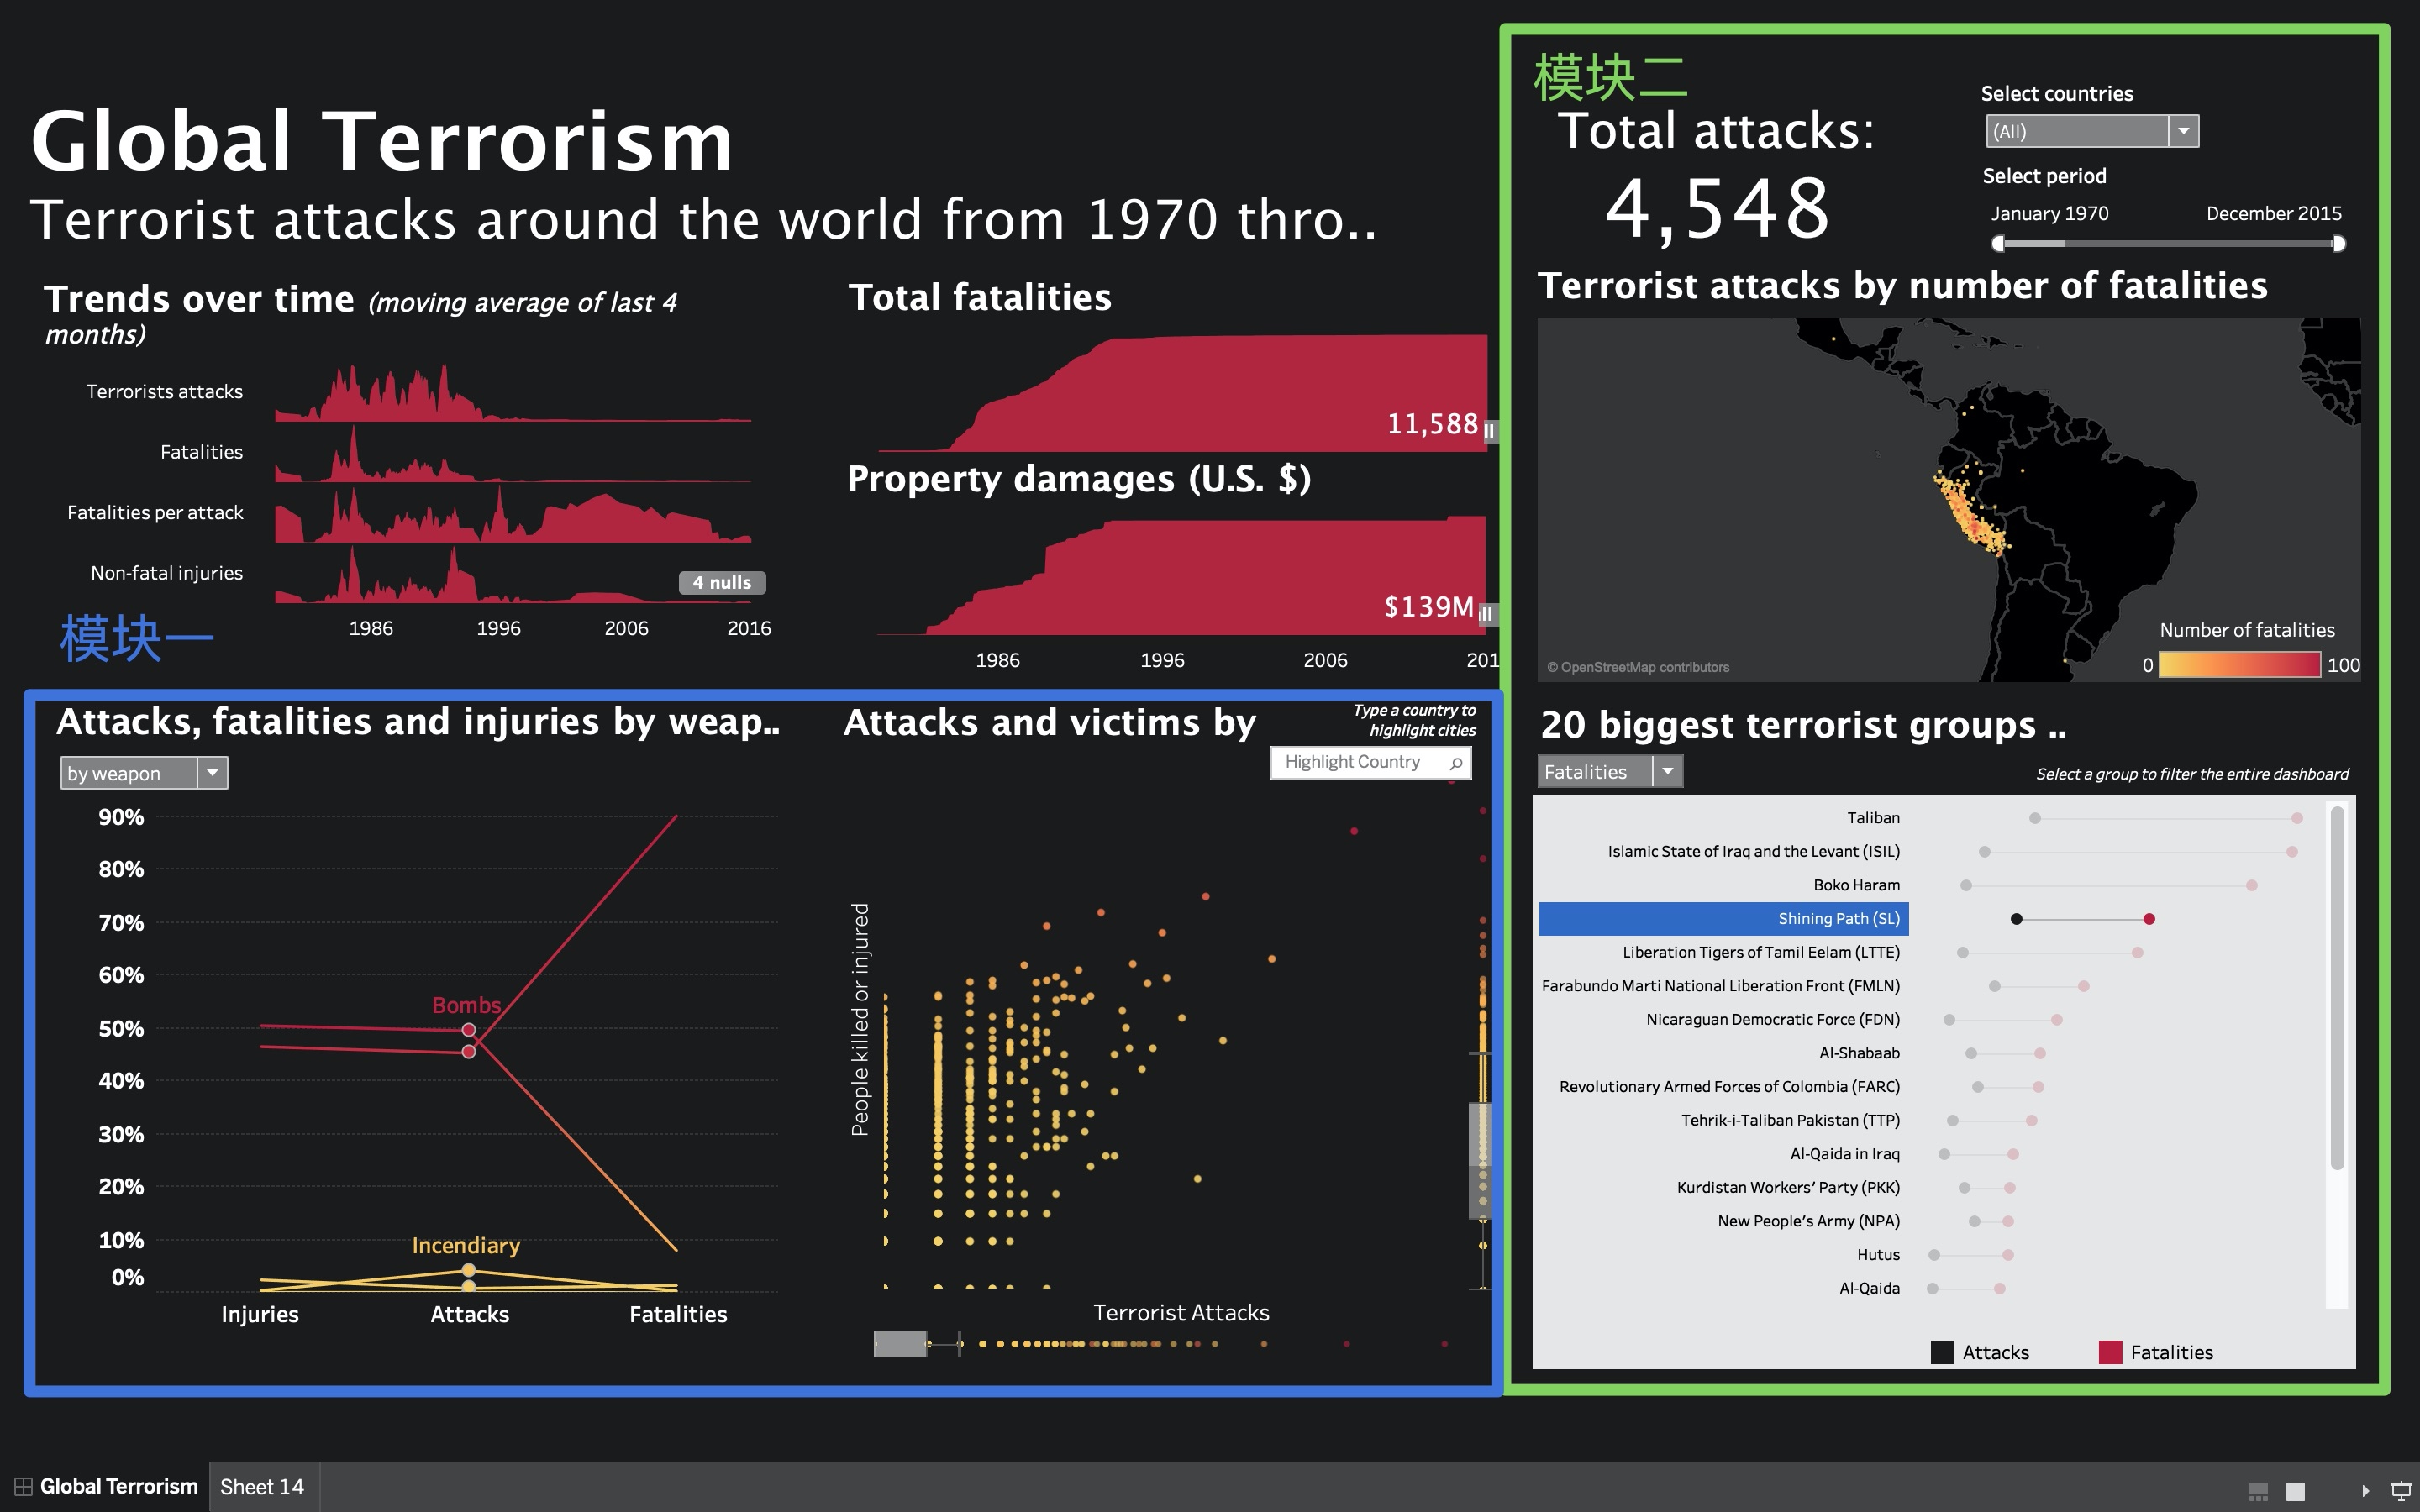 Global Terrorism
Terrorist attacks around the world from 1970 thro..
Trends over time (moving average of last 4
months)
Terrorists attacks
Fatalities
Fatalities per attack
Non-fatal injuries
4 nulls
1986 1996 2006 2016
模块一
Total fatalities
11,588
Property damages (U.S. $)
$139M
1986 1996 2006 201
模块二
Total attacks:
4,548
Select countries
(All)
Select period
January 1970 December 2015
Terrorist attacks by number of fatalities
© OpenStreetMap contributors
Number of fatalities
0 100
Attacks, fatalities and injuries by weap..
by weapon
90%
80%
70%
60%
50%
40%
30%
20%
10%
0%
Bombs
Incendiary
Injuries Attacks Fatalities
Attacks and victims by
Type a country to
highlight cities
Highlight Country
People killed or injured
Terrorist Attacks
20 biggest terrorist groups ..
Fatalities
Select a group to filter the entire dashboard
Taliban
Islamic State of Iraq and the Levant (ISIL)
Boko Haram
Shining Path (SL)
Liberation Tigers of Tamil Eelam (LTTE)
Farabundo Marti National Liberation Front (FMLN)
Nicaraguan Democratic Force (FDN)
Al-Shabaab
Revolutionary Armed Forces of Colombia (FARC)
Tehrik-i-Taliban Pakistan (TTP)
Al-Qaida in Iraq
Kurdistan Workers' Party (PKK)
New People's Army (NPA)
Hutus
Al-Qaida
Attacks Fatalities
Global Terrorism Sheet 14